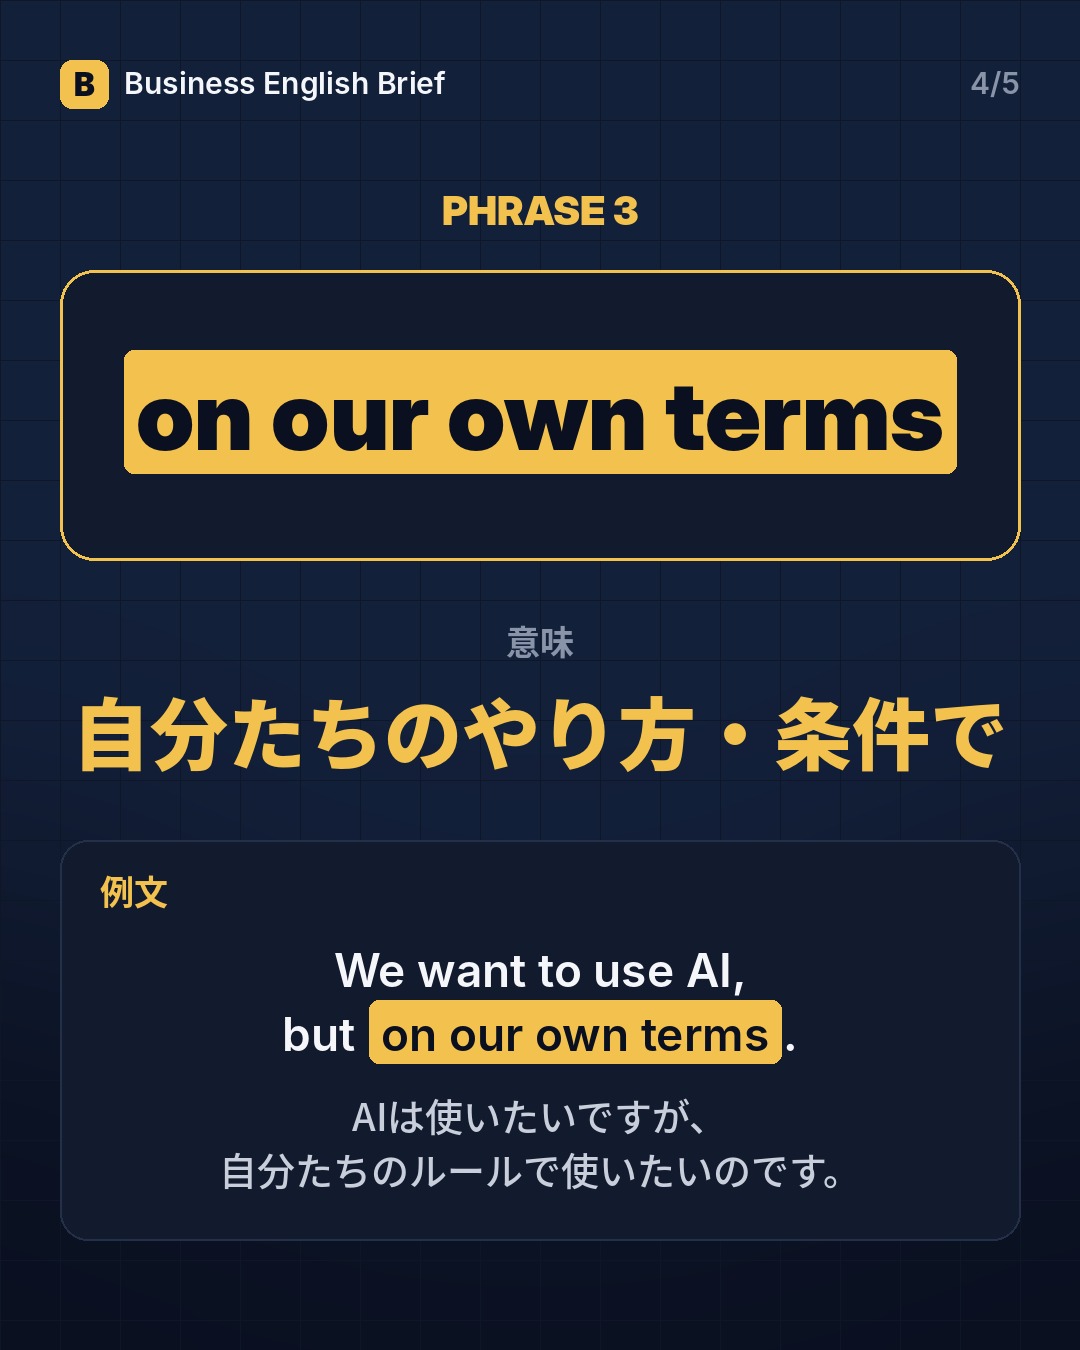 B Business English Brief 4/5
PHRASE 3
on our own terms
意味
自分たちのやり方・条件で
例文
We want to use AI,
but on our own terms.
AIは使いたいですが、
自分たちのルールで使いたいのです。